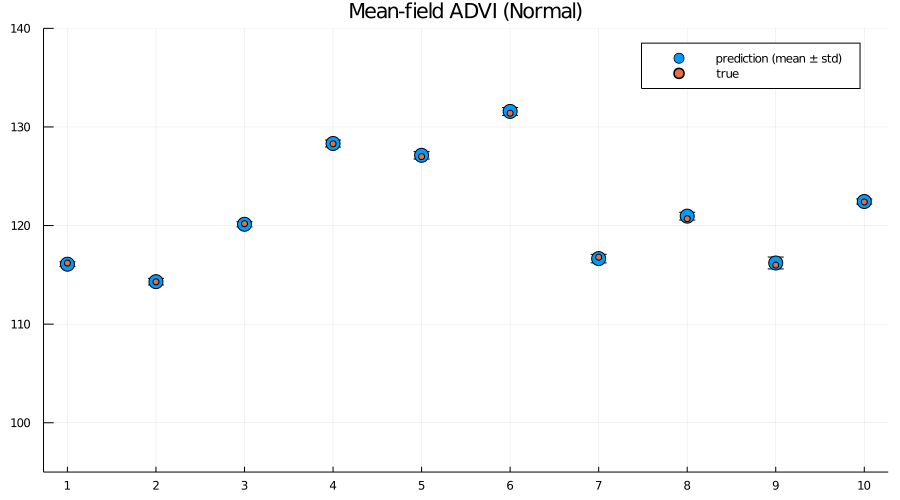 Mean-field ADVI (Normal)
140
prediction (mean ± std)
true
130
120
110
100
1 2 3 4 5 6 7 8 9 10